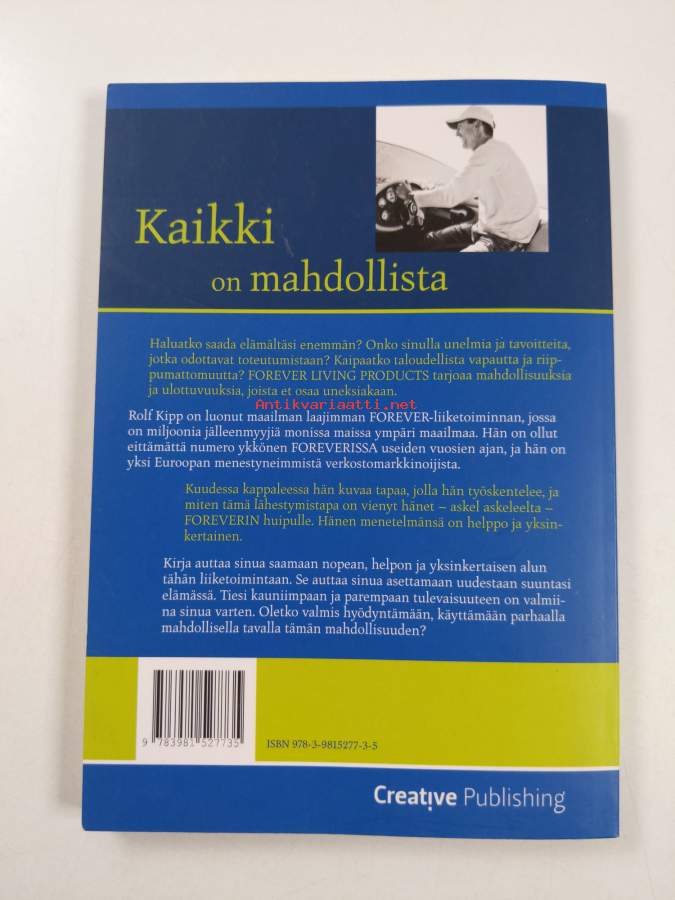 Kaikki
on mahdollista
Haluatko saada elämältäsi enemmän? Onko sinulla unelmia ja tavoitteita,
jotka odottavat toteutumistaan? Kaipaatko taloudellista vapautta ja riip-
pumattomuutta? FOREVER LIVING PRODUCTS tarjoaa mahdollisuuksia
ja ulottuvuuksia, joista et osaa uneksiakaan.
Antikvariaatti.net
Rolf Kipp on luonut maailman laajimman FOREVER-liiketoiminnan, jossa
on miljoonia jälleenmyyjiä monissa maissa ympäri maailmaa. Hän on ollut
eittämättä numero ykkönen FOREVERISSA useiden vuosien ajan, ja hän on
yksi Euroopan menestyneimmistä verkostomarkkinoijista.
Kuudessa kappaleessa hän kuvaa tapaa, jolla hän työskentelee, ja
miten tämä lähestymistapa on vienyt hänet – askel askeleelta –
FOREVERIN huipulle. Hänen menetelmänsä on helppo ja yksin-
kertainen.
Kirja auttaa sinua saamaan nopean, helpon ja yksinkertaisen alun
tähän liiketoimintaan. Se auttaa sinua asettamaan uudestaan suuntasi
elämässä. Tiesi kauniimpaan ja parempaan tulevaisuuteen on valmii-
na sinua varten. Oletko valmis hyödyntämään, käyttämään parhaalla
mahdollisella tavalla tämän mahdollisuuden?
9 783981 527735
ISBN 978-3-9815277-3-5
Creative Publishing